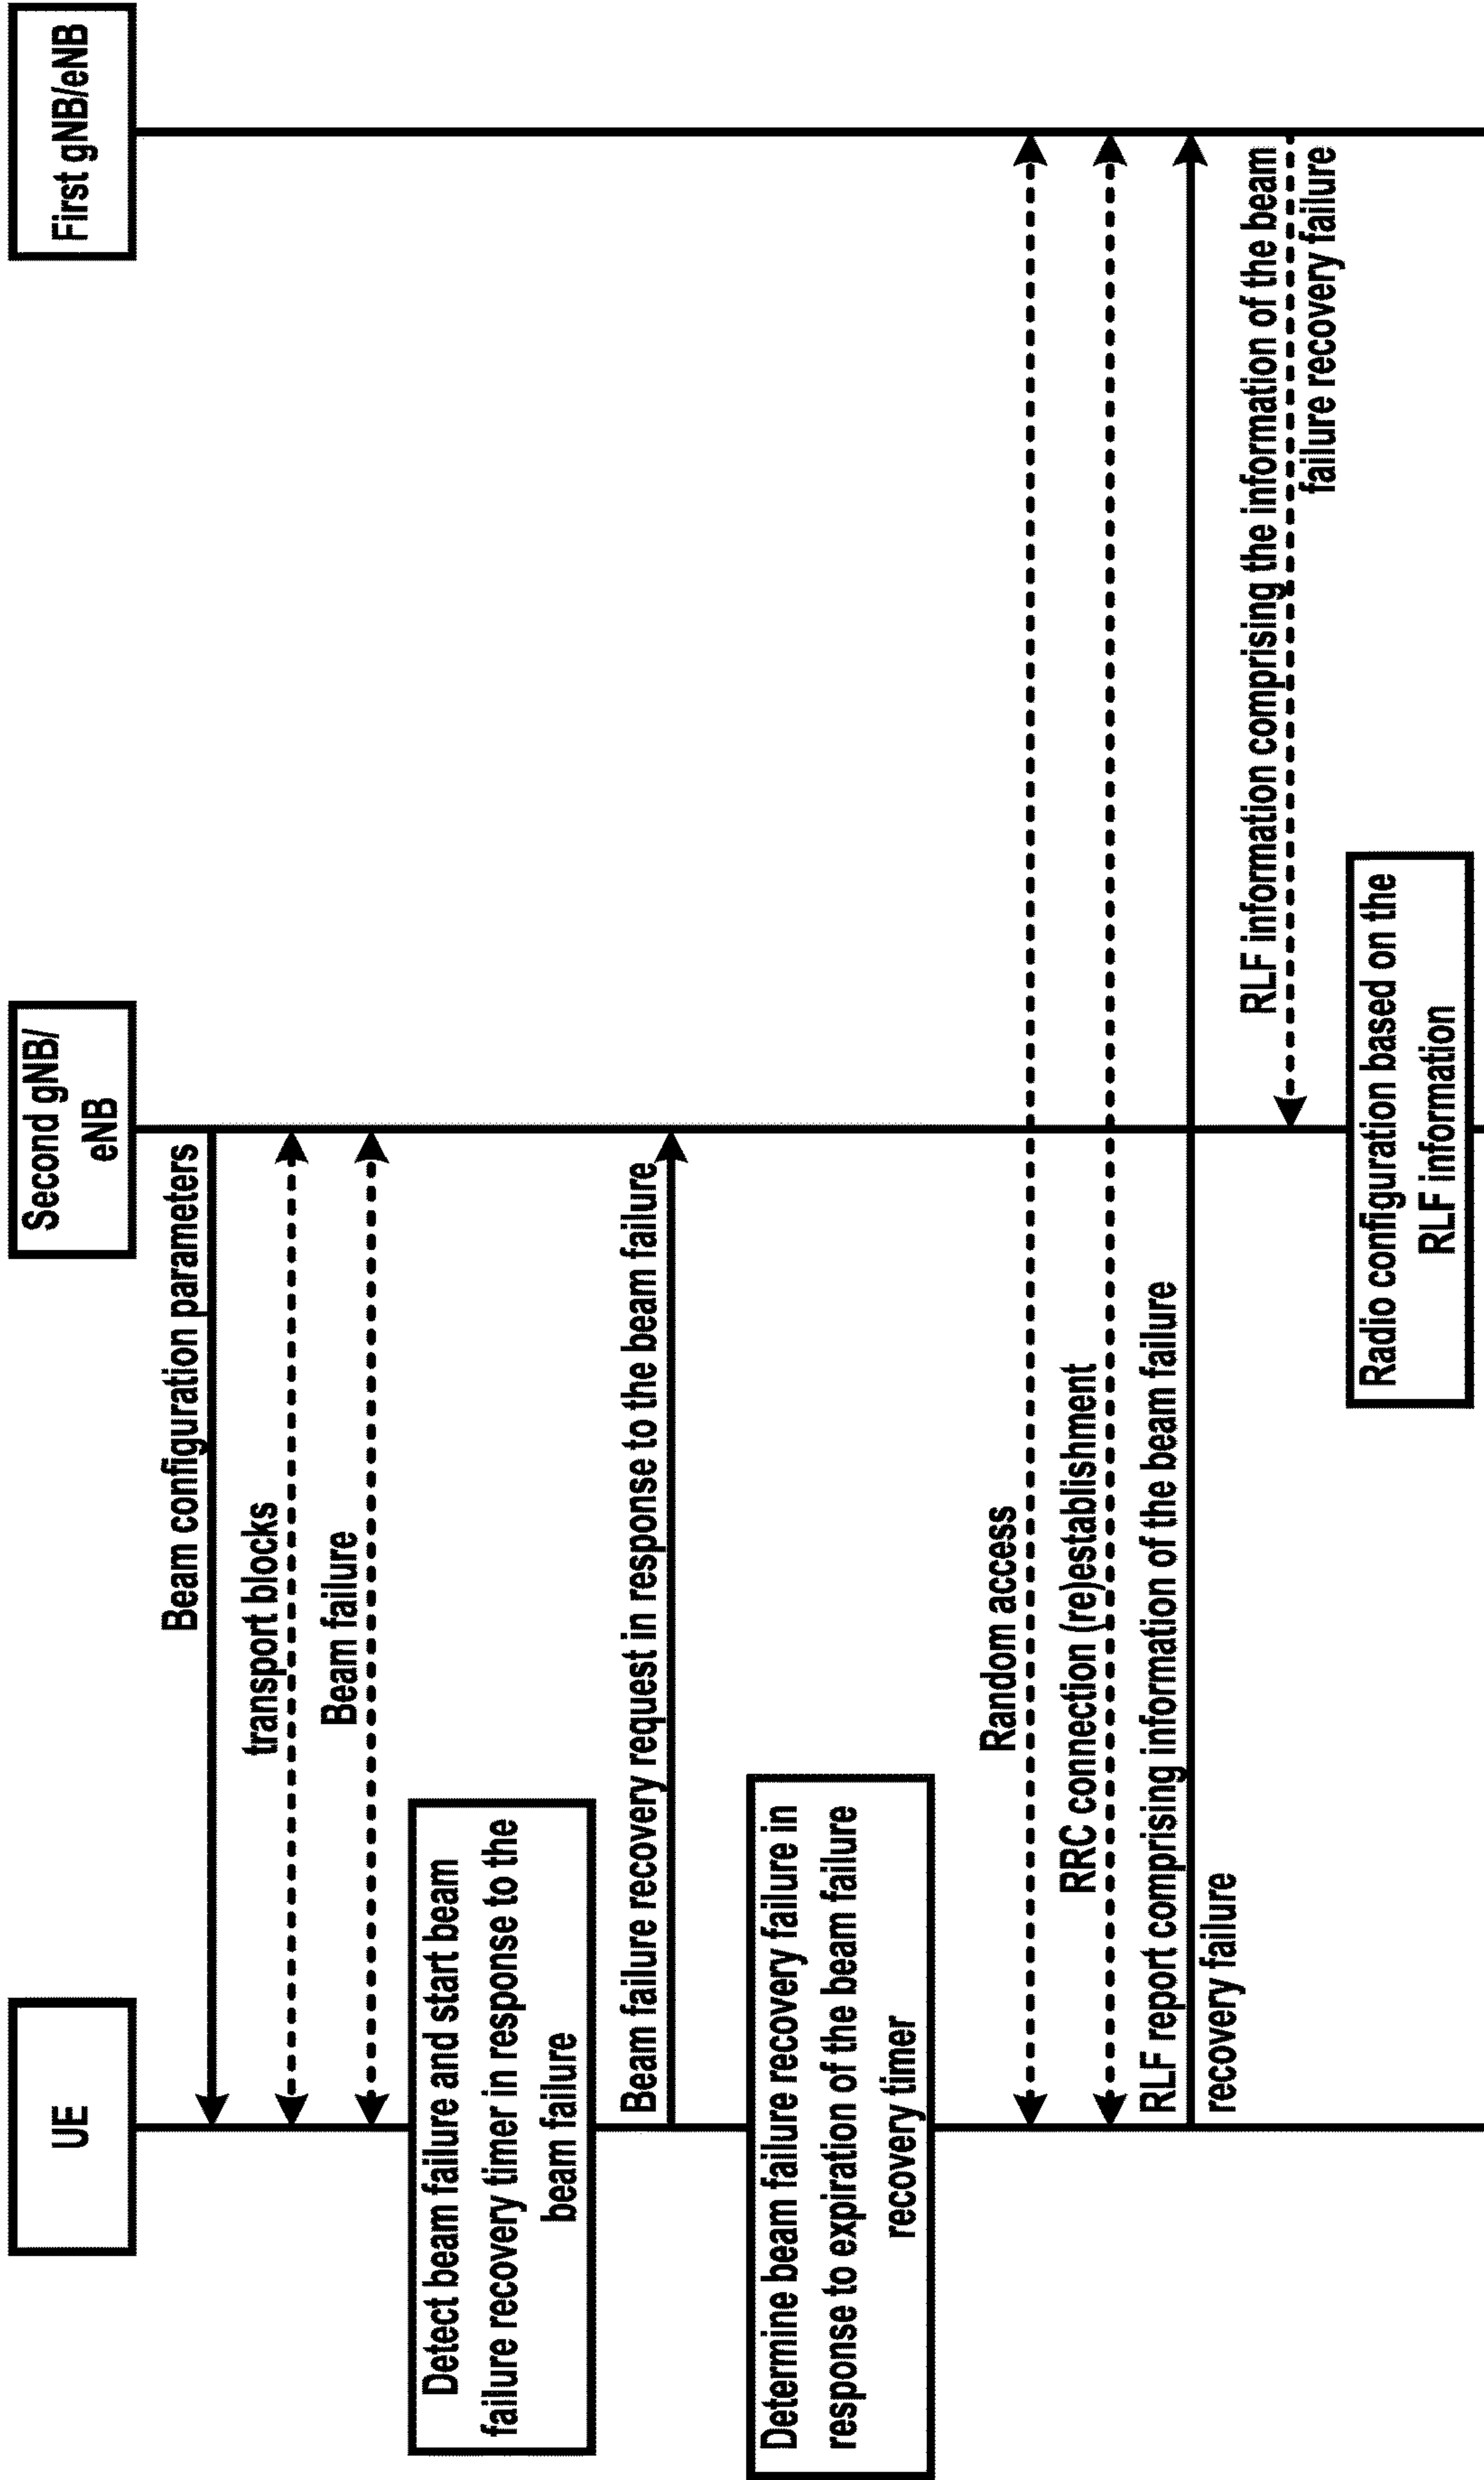 UE
Second gNB/
eNB
First gNB/eNB
Beam configuration parameters
transport blocks
Beam failure
Detect beam failure and start beam
failure recovery timer in response to the
beam failure
Beam failure recovery request in response to the beam failure
Determine beam failure recovery failure in
response to expiration of the beam failure
recovery timer
Random access
RRC connection (re)establishment
RLF report comprising information of the beam failure
recovery failure
RLF information comprising the information of the beam
failure recovery failure
Radio configuration based on the
RLF information